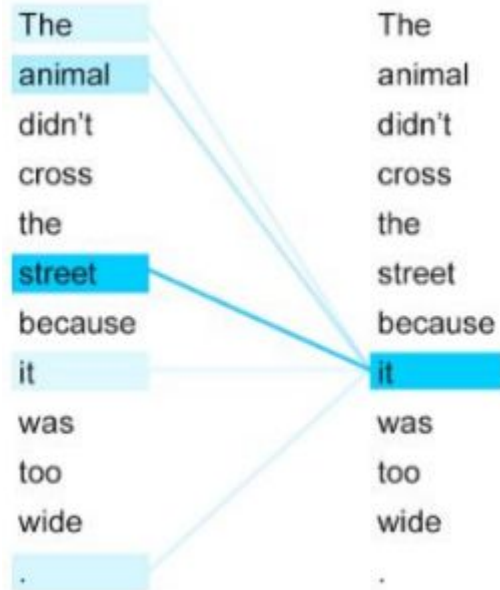 The
animal
didn't
cross
the
street
because
it
was
too
wide
.
The
animal
didn't
cross
the
street
because
it
was
too
wide
.